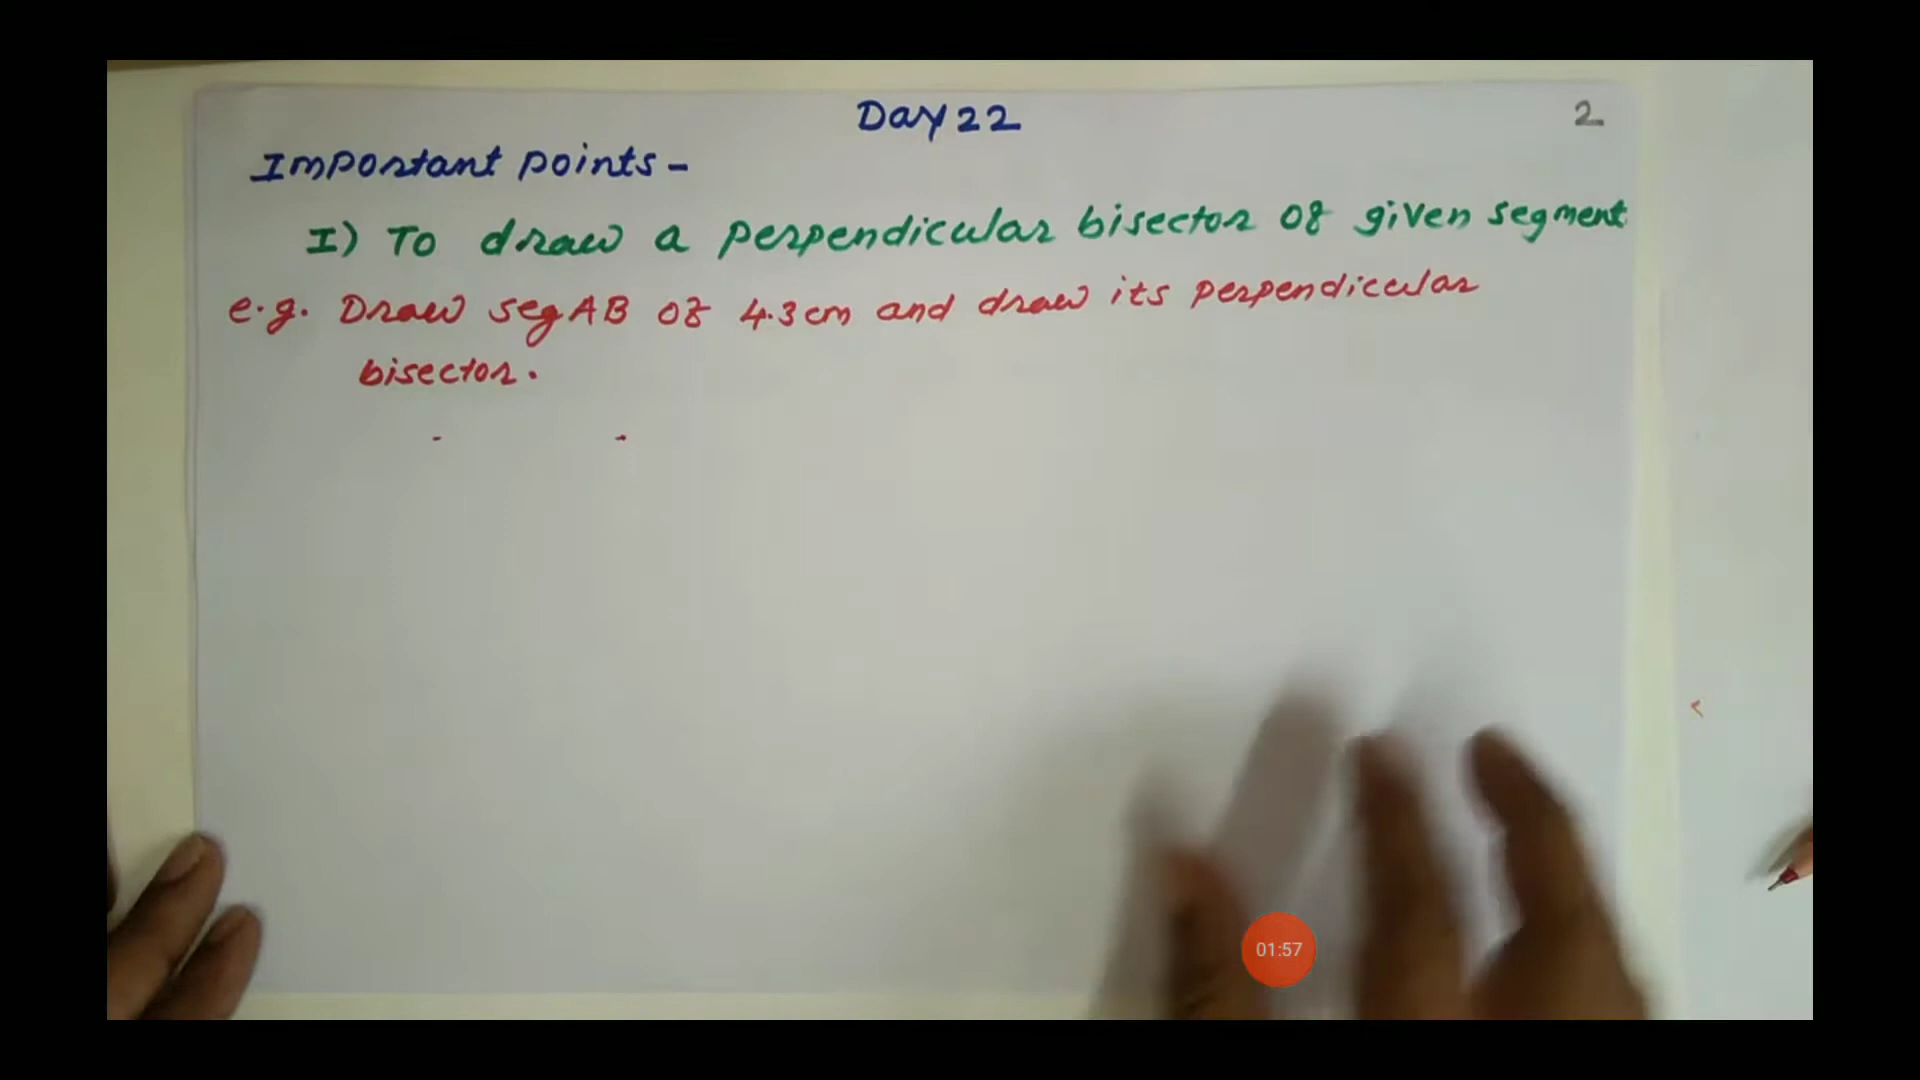 Day 22
2
Important points -
I) To draw a perpendicular bisector of given segment
e.g. Draw seg AB of 4.3 cm and draw its perpendicular
bisector.
01:57